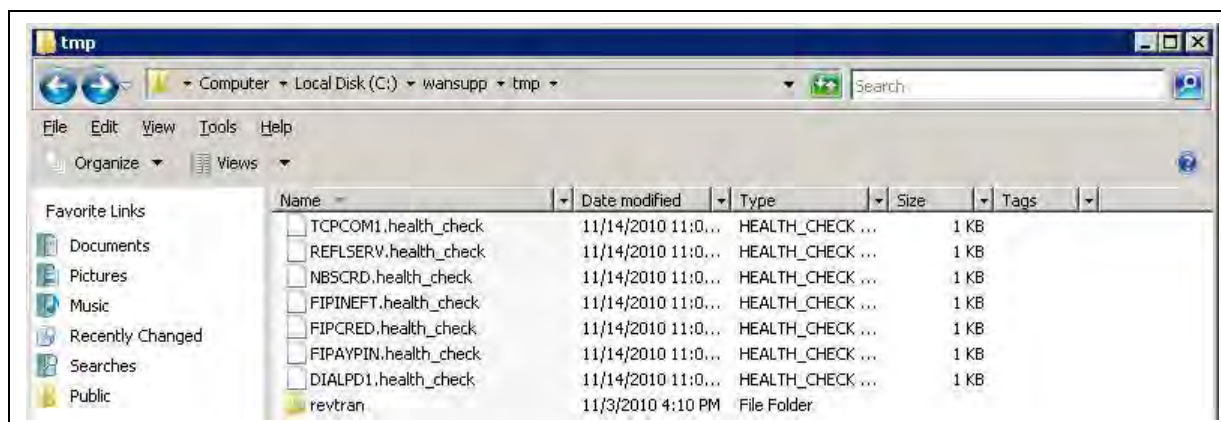 tmp
Computer Local Disk (C:) wansupp tmp Search
File Edit View Tools Help
Organize Views
Favorite Links
Documents
Pictures
Music
Recently Changed
Searches
Public
Name Date modified Type Size Tags
TCPCOM1.health_check 11/14/2010 11:0... HEALTH_CHECK ... 1 KB
REFLSERV.health_check 11/14/2010 11:0... HEALTH_CHECK ... 1 KB
NBSCRD.health_check 11/14/2010 11:0... HEALTH_CHECK ... 1 KB
FIPINEFT.health_check 11/14/2010 11:0... HEALTH_CHECK ... 1 KB
FIPCRED.health_check 11/14/2010 11:0... HEALTH_CHECK ... 1 KB
FIPAYPIN.health_check 11/14/2010 11:0... HEALTH_CHECK ... 1 KB
DIALPD1.health_check 11/14/2010 11:0... HEALTH_CHECK ... 1 KB
revtran 11/3/2010 4:10 PM File Folder